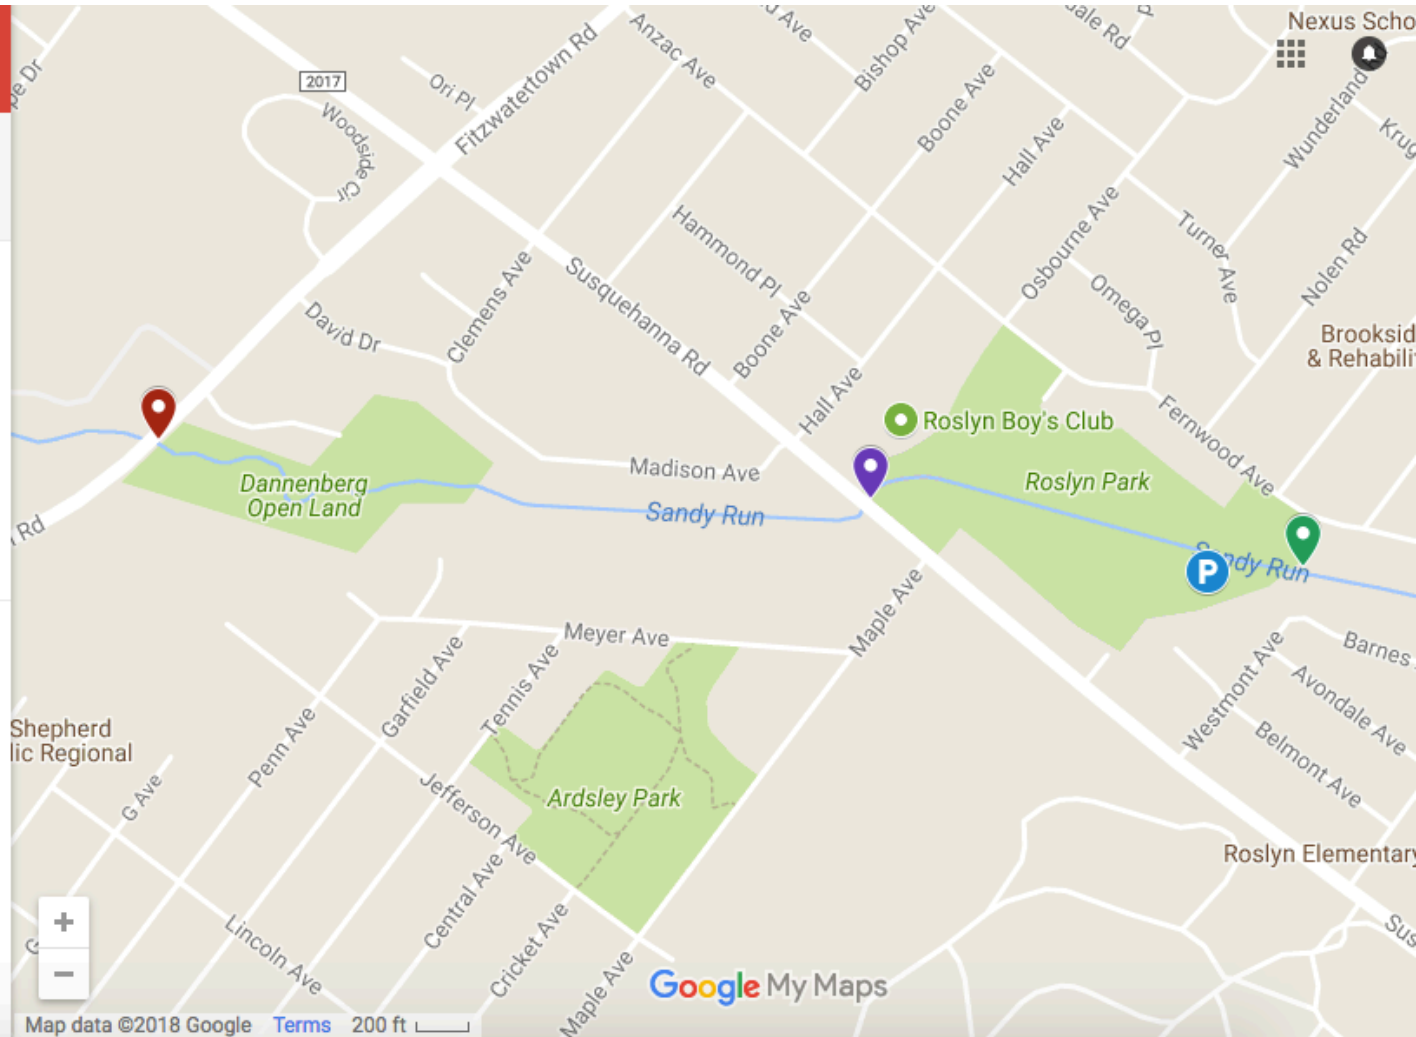 Nexus Scho
Anzac Ave
Bishop Ave
Ori Pl
2017
Fitzwatertown Rd
Woodside Cir
Boone Ave
Hall Ave
Wunderland
Krug
Hammond Pl
Osbourne Ave
Turner Ave
Nolen Rd
Clemens Ave
Susquehanna Rd
Omega Pl
David Dr
Boone Ave
Brooksid
& Rehabili
Hall Ave
Roslyn Boy's Club
Fernwood Ave
Madison Ave
Roslyn Park
Dannenberg
Open Land
Sandy Run
Rd
Sandy Run
P
Maple Ave
Meyer Ave
Barnes
Garfield Ave
Tennis Ave
Westmont Ave
Avondale Ave
Shepherd
lic Regional
Penn Ave
Belmont Ave
G Ave
Ardsley Park
Jefferson Ave
Roslyn Elementary
Central Ave
+
Lincoln Ave
Cricket Ave
Sus
−
Maple Ave
Google My Maps
Map data ©2018 Google Terms 200 ft